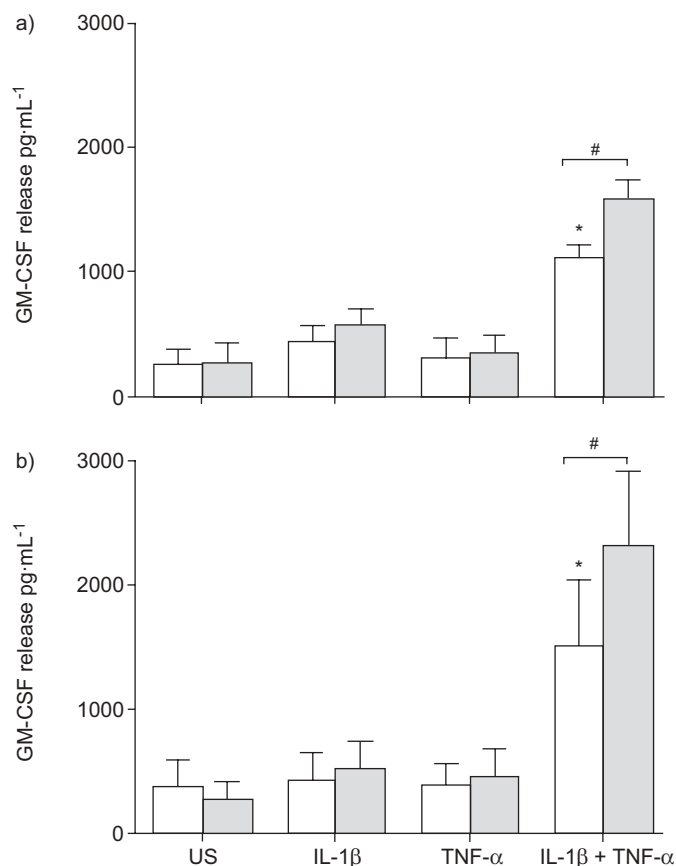 a)
3000
2000
1000
0
GM-CSF release pg·mL⁻¹
#
*
b)
3000
2000
1000
0
GM-CSF release pg·mL⁻¹
#
*
US IL-1β TNF-α IL-1β + TNF-α